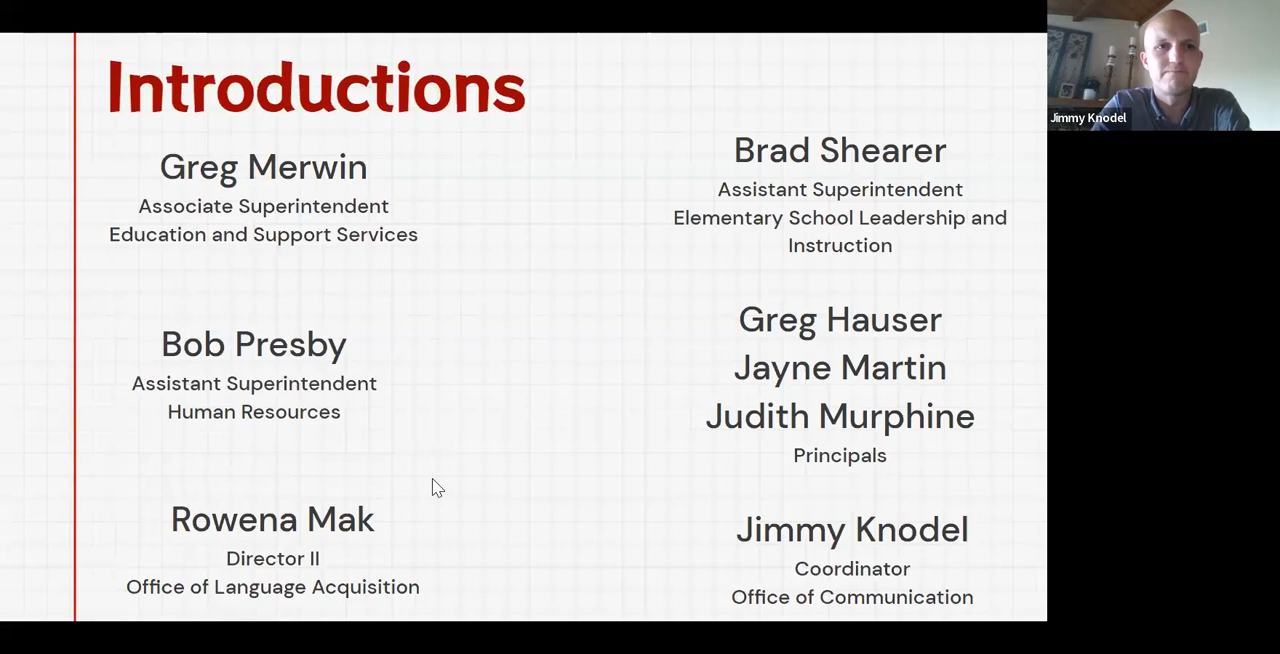 Introductions
Greg Merwin
Associate Superintendent
Education and Support Services
Bob Presby
Assistant Superintendent
Human Resources
Rowena Mak
Director II
Office of Language Acquisition
Brad Shearer
Assistant Superintendent
Elementary School Leadership and
Instruction
Greg Hauser
Jayne Martin
Judith Murphine
Principals
Jimmy Knodel
Coordinator
Office of Communication
Jimmy Knodel